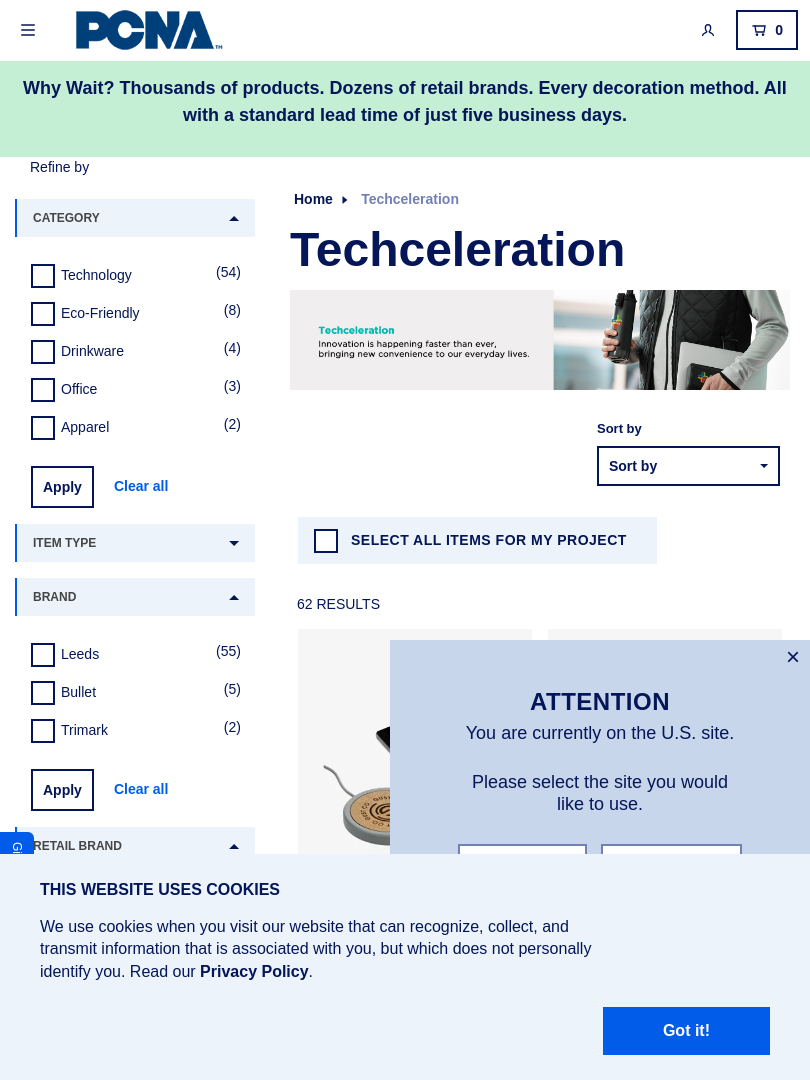 PCNA™
0
Why Wait? Thousands of products. Dozens of retail brands. Every decoration method. All
with a standard lead time of just five business days.
Refine by
CATEGORY
Technology (54)
Eco-Friendly (8)
Drinkware (4)
Office (3)
Apparel (2)
Apply Clear all
ITEM TYPE
BRAND
Leeds (55)
Bullet (5)
Trimark (2)
Apply Clear all
RETAIL BRAND
Home Techceleration
Techceleration
Techceleration
Innovation is happening faster than ever,
bringing new convenience to our everyday lives.
Sort by
Sort by
SELECT ALL ITEMS FOR MY PROJECT
62 RESULTS
ATTENTION
You are currently on the U.S. site.
Please select the site you would
like to use.
THIS WEBSITE USES COOKIES
We use cookies when you visit our website that can recognize, collect, and
transmit information that is associated with you, but which does not personally
identify you. Read our Privacy Policy.
Got it!